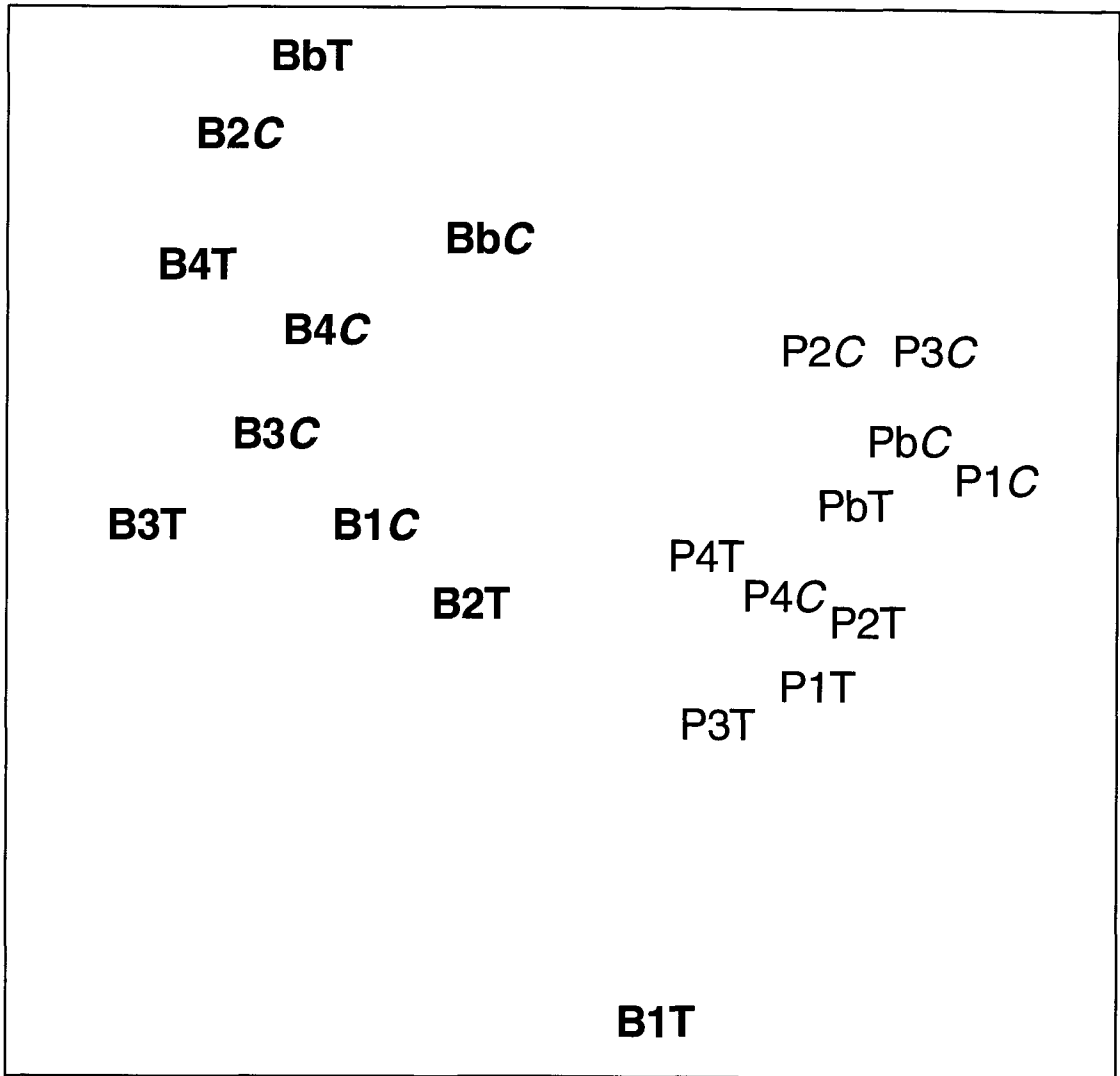 BbT
B2C
BbC
B4T
B4C
P2C P3C
B3C
PbC
P1C
PbT
B3T
B1C
P4T
P4C
B2T
P2T
P1T
P3T
B1T